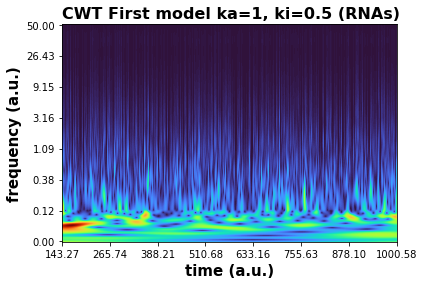 CWT First model ka=1, ki=0.5 (RNAs)
frequency (a.u.)
50.00
26.43
9.15
3.16
1.09
0.38
0.12
0.00
143.27 265.74 388.21 510.68 633.16 755.63 878.10 1000.58
time (a.u.)